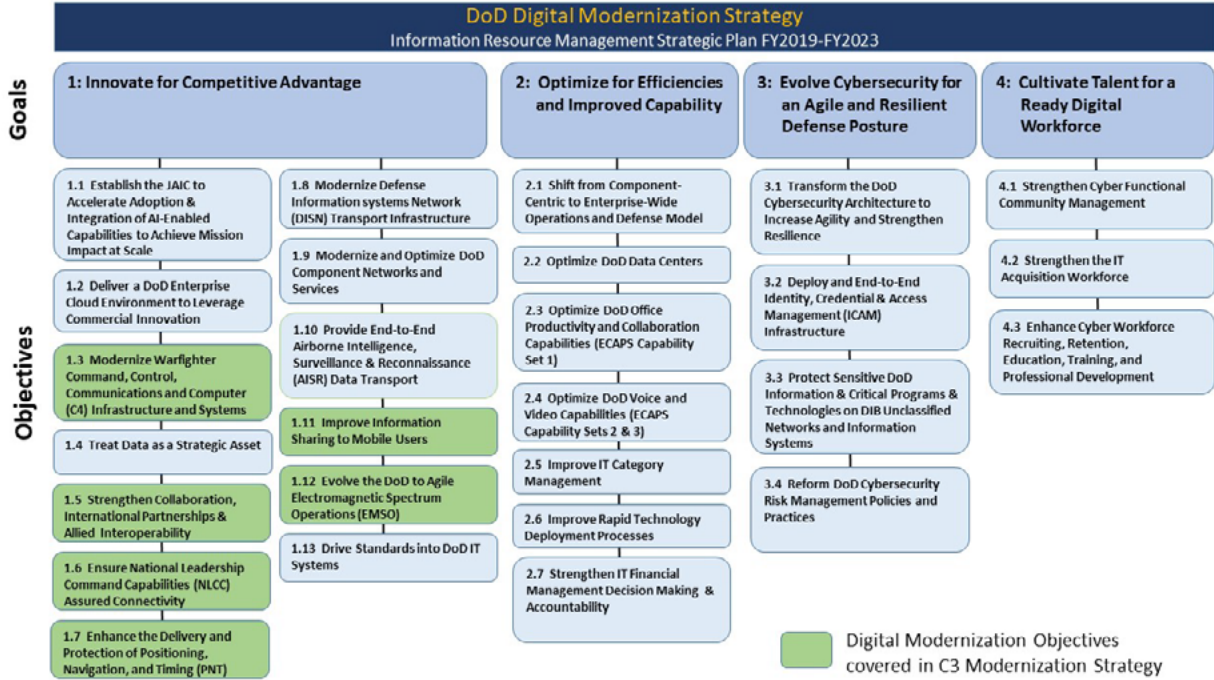 DoD Digital Modernization Strategy
Information Resource Management Strategic Plan FY2019-FY2023
Goals
1: Innovate for Competitive Advantage
2: Optimize for Efficiencies
and Improved Capability
3: Evolve Cybersecurity for
an Agile and Resilient
Defense Posture
4: Cultivate Talent for a
Ready Digital
Workforce
Objectives
1.1 Establish the JAIC to
Accelerate Adoption &
Integration of AI-Enabled
Capabilities to Achieve Mission
Impact at Scale
1.2 Deliver a DoD Enterprise
Cloud Environment to Leverage
Commercial Innovation
1.3 Modernize Warfighter
Command, Control,
Communications and Computer
(C4) Infrastructure and Systems
1.4 Treat Data as a Strategic Asset
1.5 Strengthen Collaboration,
International Partnerships &
Allied Interoperability
1.6 Ensure National Leadership
Command Capabilities (NLCC)
Assured Connectivity
1.7 Enhance the Delivery and
Protection of Positioning,
Navigation, and Timing (PNT)
1.8 Modernize Defense
Information systems Network
(DISN) Transport Infrastructure
1.9 Modernize and Optimize DoD
Component Networks and
Services
1.10 Provide End-to-End
Airborne Intelligence,
Surveillance & Reconnaissance
(AISR) Data Transport
1.11 Improve Information
Sharing to Mobile Users
1.12 Evolve the DoD to Agile
Electromagnetic Spectrum
Operations (EMSO)
1.13 Drive Standards into DoD IT
Systems
2.1 Shift from Component-
Centric to Enterprise-Wide
Operations and Defense Model
2.2 Optimize DoD Data Centers
2.3 Optimize DoD Office
Productivity and Collaboration
Capabilities (ECAPS Capability
Set 1)
2.4 Optimize DoD Voice and
Video Capabilities (ECAPS
Capability Sets 2 & 3)
2.5 Improve IT Category
Management
2.6 Improve Rapid Technology
Deployment Processes
2.7 Strengthen IT Financial
Management Decision Making &
Accountability
3.1 Transform the DoD
Cybersecurity Architecture to
Increase Agility and Strengthen
Resilience
3.2 Deploy and End-to-End
Identity, Credential & Access
Management (ICAM)
Infrastructure
3.3 Protect Sensitive DoD
Information & Critical Programs &
Technologies on DIB Unclassified
Networks and Information
Systems
3.4 Reform DoD Cybersecurity
Risk Management Policies and
Practices
4.1 Strengthen Cyber Functional
Community Management
4.2 Strengthen the IT
Acquisition Workforce
4.3 Enhance Cyber Workforce
Recruiting, Retention,
Education, Training, and
Professional Development
Digital Modernization Objectives
covered in C3 Modernization Strategy